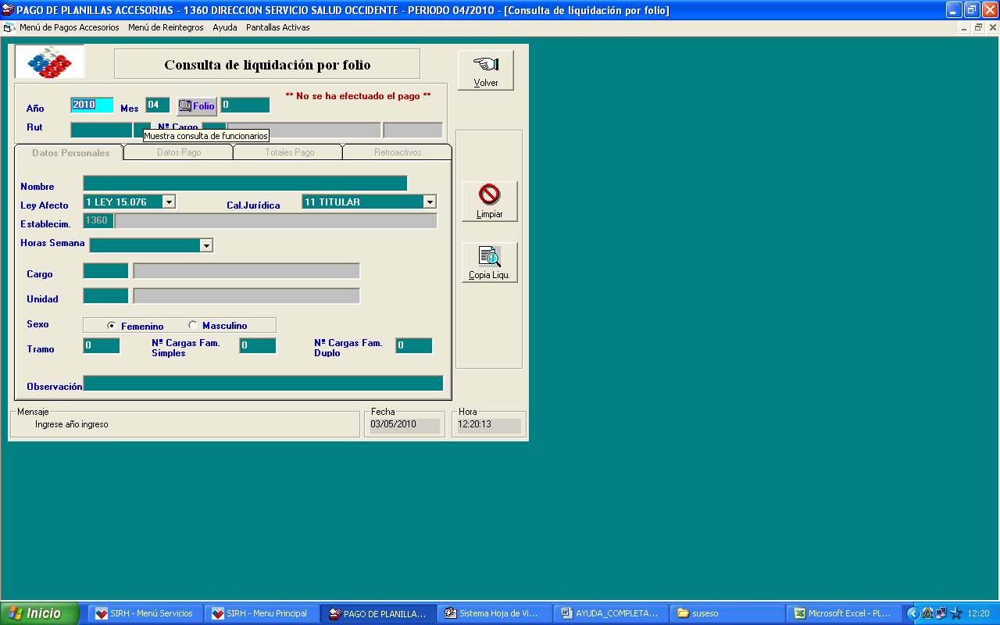 PAGO DE PLANILLAS ACCESORIAS - 1360 DIRECCION SERVICIO SALUD OCCIDENTE - PERIODO 04/2010 - [Consulta de liquidación por folio]
Menú de Pagos Accesorios Menú de Reintegros Ayuda Pantallas Activas
Consulta de liquidación por folio
Volver
** No se ha efectuado el pago **
Año 2010 Mes 04 Folio 0
Rut Nº Cargo
Muestra consulta de funcionarios
Datos Personales Datos Pago Totales Pago Retroactivos
Nombre
Ley Afecto 1 LEY 15.076 Cal.Jurídica 11 TITULAR
Limpiar
Establecim. 1360
Horas Semana
Cargo
Copia Liqu.
Unidad
Sexo Femenino Masculino
Tramo 0 Nº Cargas Fam. Simples 0 Nº Cargas Fam. Duplo 0
Observación
Mensaje Fecha Hora
Ingrese año ingreso 03/05/2010 12:20:13
Inicio SIRH - Menú Servicios SIRH - Menu Principal PAGO DE PLANILLA... Sistema Hoja de Vi... AYUDA_COMPLETA... suseso Microsoft Excel - PL... 12:20